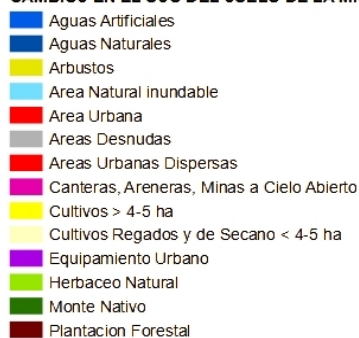 Aguas Artificiales
Aguas Naturales
Arbustos
Area Natural inundable
Area Urbana
Areas Desnudas
Areas Urbanas Dispersas
Canteras, Areneras, Minas a Cielo Abierto
Cultivos > 4-5 ha
Cultivos Regados y de Secano < 4-5 ha
Equipamiento Urbano
Herbaceo Natural
Monte Nativo
Plantacion Forestal